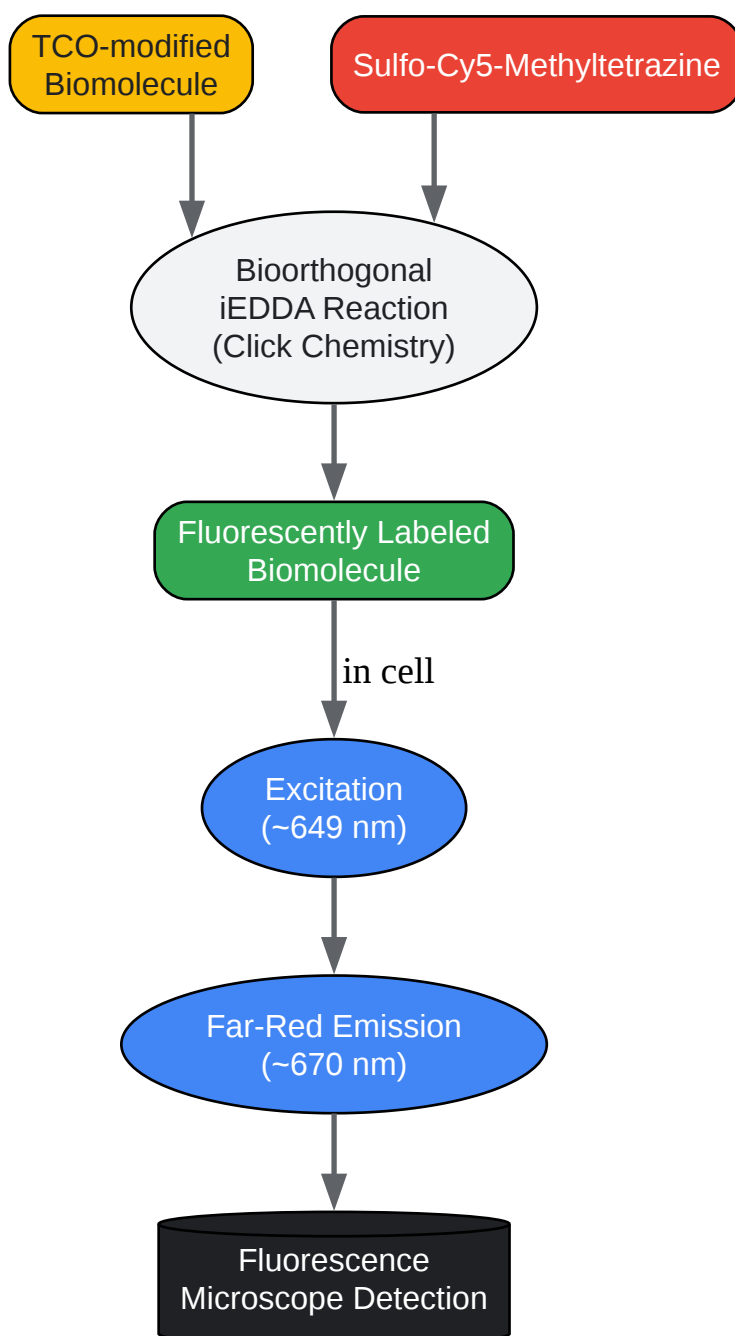 TCO-modified
Biomolecule
Sulfo-Cy5-Methyltetrazine
Bioorthogonal
iEDDA Reaction
(Click Chemistry)
Fluorescently Labeled
Biomolecule
in cell
Excitation
(~649 nm)
Far-Red Emission
(~670 nm)
Fluorescence
Microscope Detection